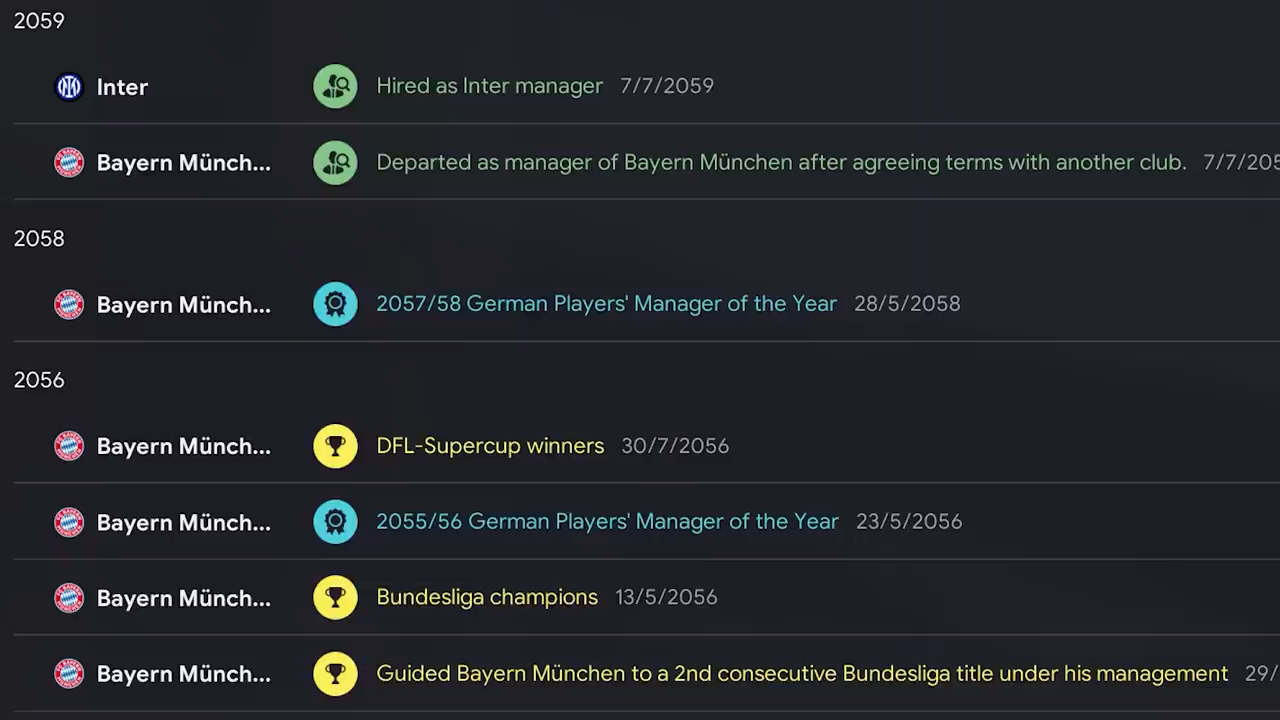 2059
Inter Hired as Inter manager 7/7/2059
Bayern Münch... Departed as manager of Bayern München after agreeing terms with another club. 7/7/205
2058
Bayern Münch... 2057/58 German Players' Manager of the Year 28/5/2058
2056
Bayern Münch... DFL-Supercup winners 30/7/2056
Bayern Münch... 2055/56 German Players' Manager of the Year 23/5/2056
Bayern Münch... Bundesliga champions 13/5/2056
Bayern Münch... Guided Bayern München to a 2nd consecutive Bundesliga title under his management 29/